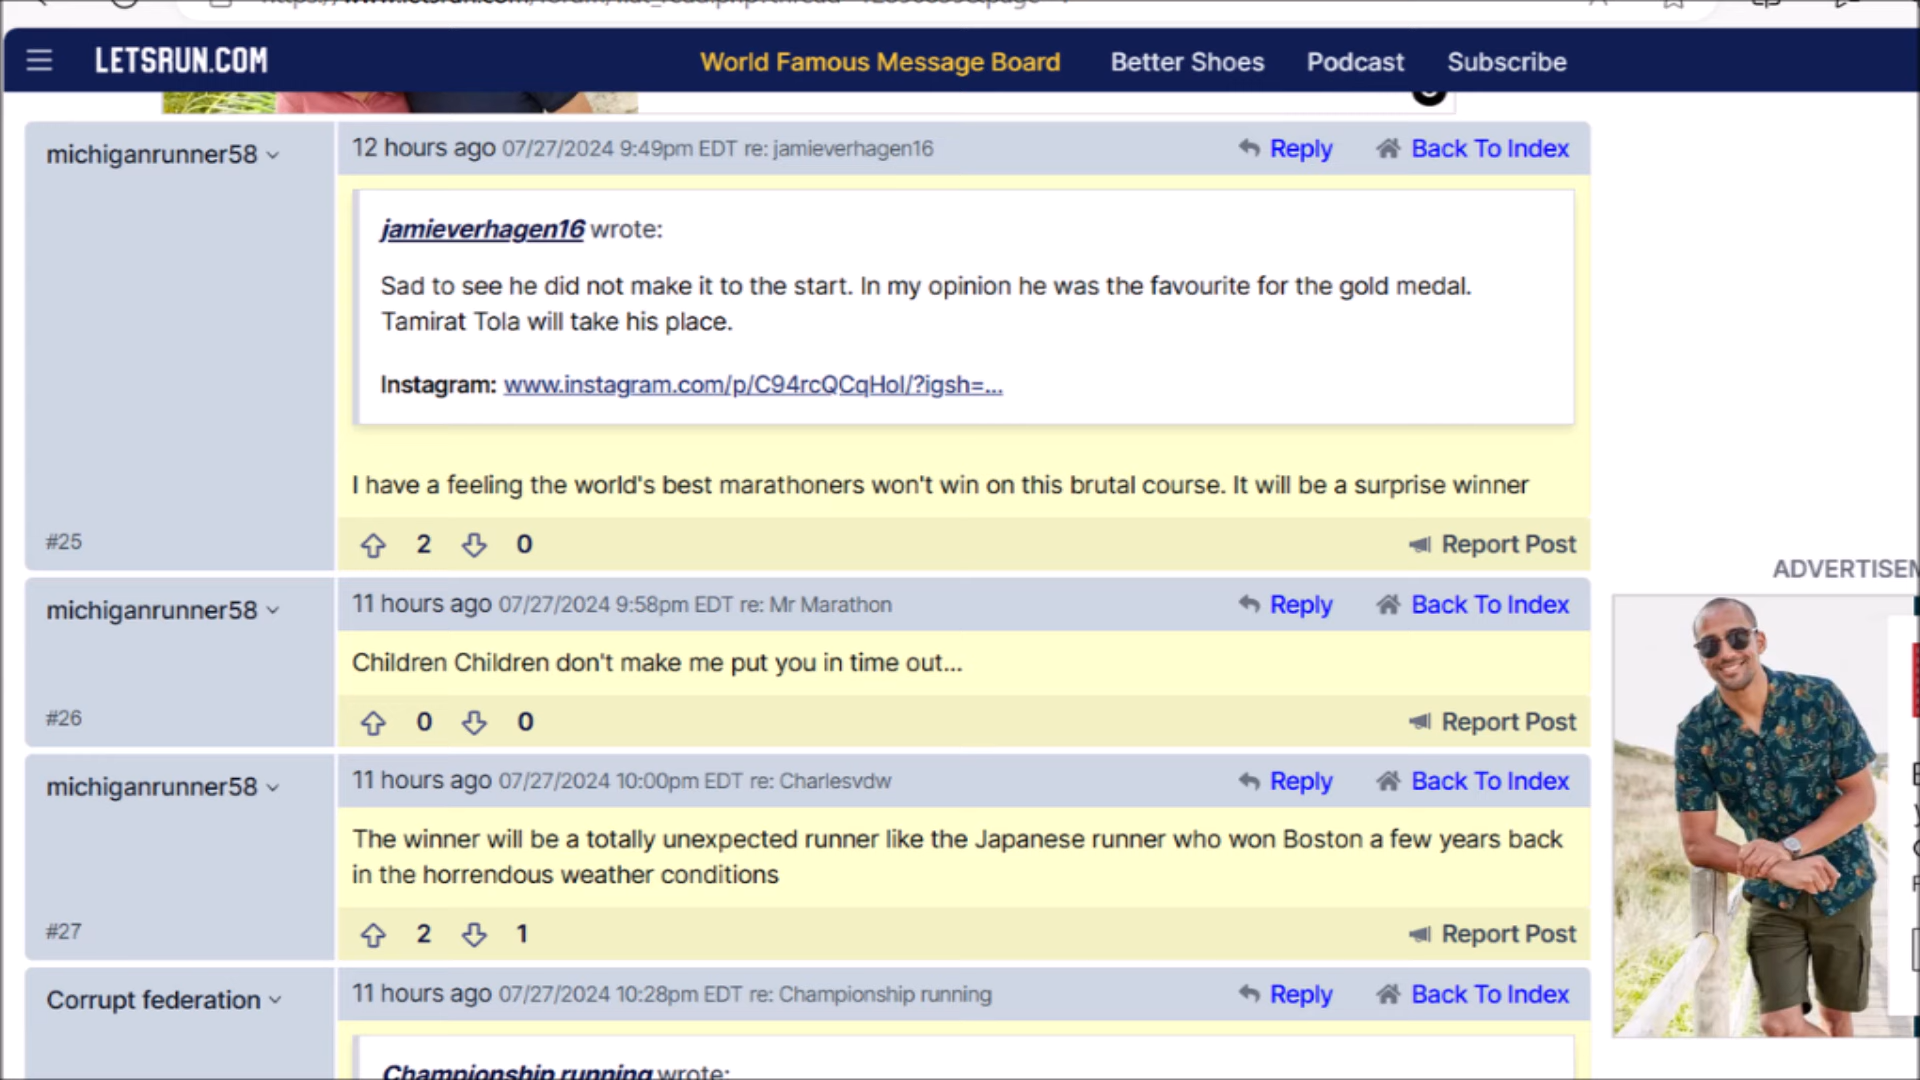 LETSRUN.COM
World Famous Message Board
Better Shoes
Podcast
Subscribe
michiganrunner58
12 hours ago 07/27/2024 9:49pm EDT re: jamieverhagen16
Reply
Back To Index
jamieverhagen16 wrote:
Sad to see he did not make it to the start. In my opinion he was the favourite for the gold medal.
Tamirat Tola will take his place.
Instagram: www.instagram.com/p/C94rcQCqHol/?igsh=...
I have a feeling the world's best marathoners won't win on this brutal course. It will be a surprise winner
#25
2
0
Report Post
ADVERTISEM
michiganrunner58
11 hours ago 07/27/2024 9:58pm EDT re: Mr Marathon
Reply
Back To Index
Children Children don't make me put you in time out...
#26
0
0
Report Post
michiganrunner58
11 hours ago 07/27/2024 10:00pm EDT re: Charlesvdw
Reply
Back To Index
The winner will be a totally unexpected runner like the Japanese runner who won Boston a few years back
in the horrendous weather conditions
#27
2
1
Report Post
Corrupt federation
11 hours ago 07/27/2024 10:28pm EDT re: Championship running
Reply
Back To Index
Championship running wrote: